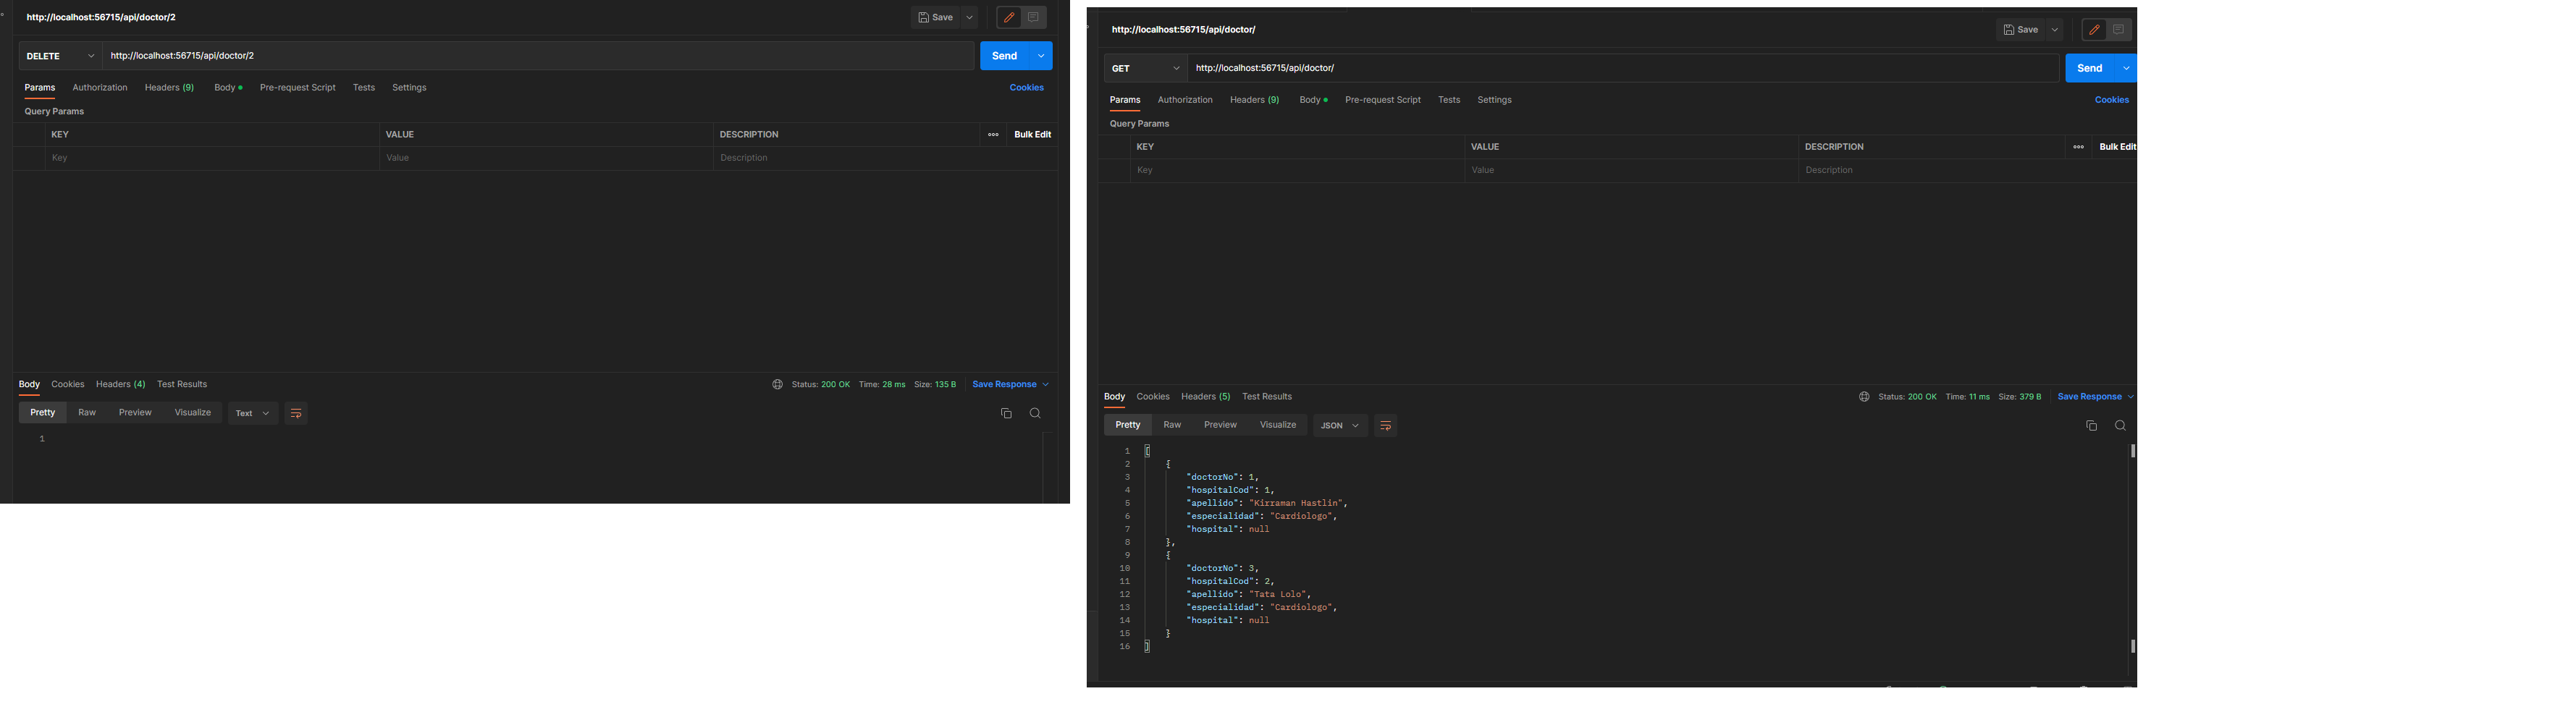 http://localhost:56715/api/doctor/2
Save
DELETE http://localhost:56715/api/doctor/2 Send
Params Authorization Headers (9) Body Pre-request Script Tests Settings Cookies
Query Params
KEY VALUE DESCRIPTION ooo Bulk Edit
Key Value Description
Body Cookies Headers (4) Test Results Status: 200 OK Time: 28 ms Size: 135 B Save Response
Pretty Raw Preview Visualize Text
1
http://localhost:56715/api/doctor/
Save
GET http://localhost:56715/api/doctor/ Send
Params Authorization Headers (9) Body Pre-request Script Tests Settings Cookies
Query Params
KEY VALUE DESCRIPTION ooo Bulk Edit
Key Value Description
Body Cookies Headers (5) Test Results Status: 200 OK Time: 11 ms Size: 379 B Save Response
Pretty Raw Preview Visualize JSON
1 [
2 {
3 "doctorNo": 1,
4 "hospitalCod": 1,
5 "apellido": "Kirraman Hastlin",
6 "especialidad": "Cardiologo",
7 "hospital": null
8 },
9 {
10 "doctorNo": 3,
11 "hospitalCod": 2,
12 "apellido": "Tata Lolo",
13 "especialidad": "Cardiologo",
14 "hospital": null
15 }
16 ]